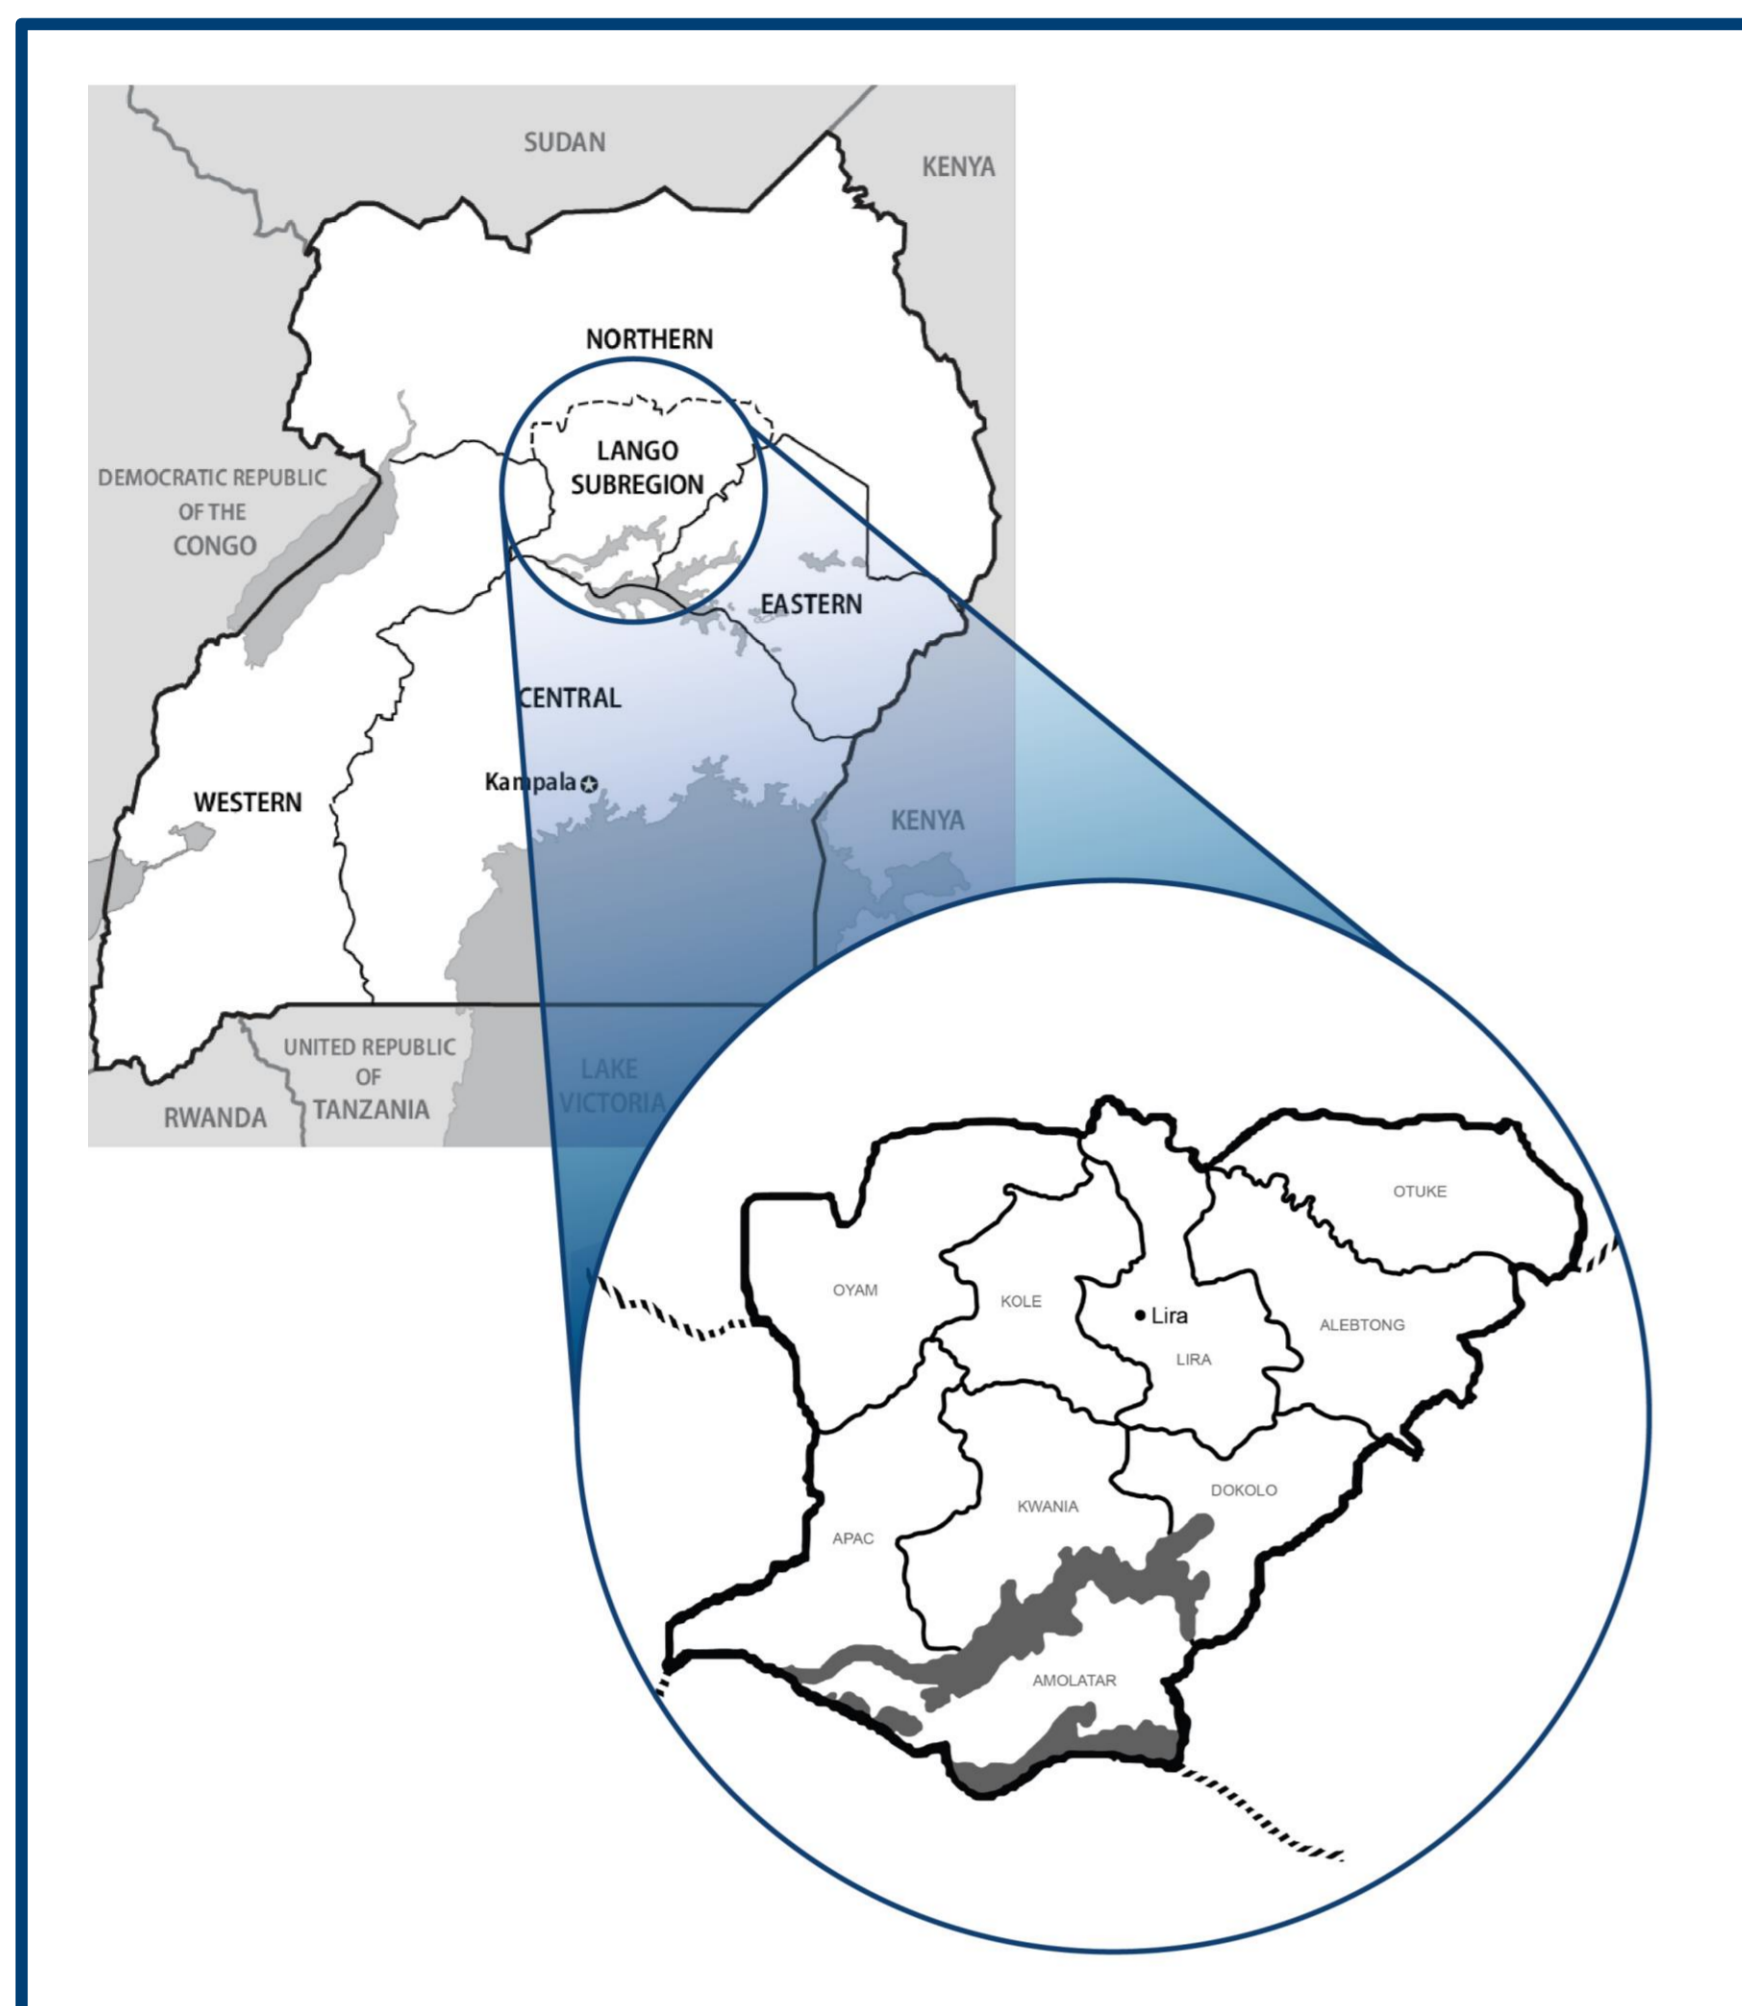 SUDAN
KENYA
NORTHERN
LANGO
SUBREGION
DEMOCRATIC REPUBLIC
OF THE
CONGO
EASTERN
CENTRAL
Kampala
WESTERN
KENYA
UNITED REPUBLIC
OF
TANZANIA
LAKE
VICTORIA
RWANDA
OTUKE
OYAM
KOLE
Lira
ALEBTONG
LIRA
DOKOLO
KWANIA
APAC
AMOLATAR